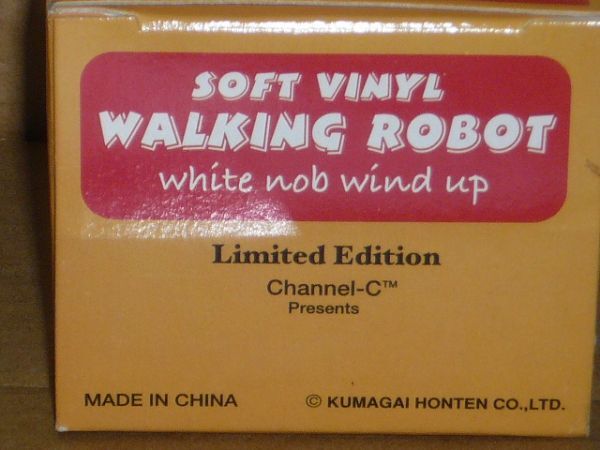 SOFT VINYL
WALKING ROBOT
white nob wind up
Limited Edition
Channel-C™
Presents
MADE IN CHINA
© KUMAGAI HONTEN CO.,LTD.